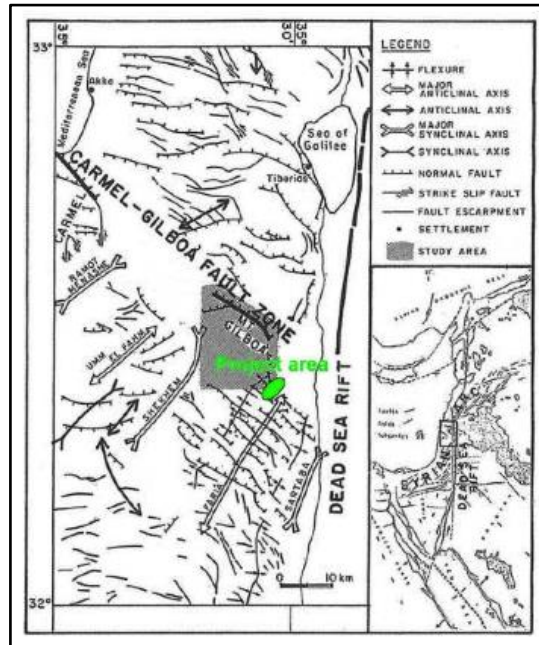 35°
30'
35°
33°
Mediterranean Sea
Akko
Sea of
Galilee
Tiberias
CARMEL-GILBOA FAULT ZONE
CARMEL
RAMOT
MENASHE
MT.
GILBOA
UMM EL FAHM
Project area
SHEKHEM
FARIA
SARTABA
DEAD SEA RIFT
32°
0
10 km
LEGEND
FLEXURE
MAJOR
ANTICLINAL AXIS
ANTICLINAL AXIS
MAJOR
SYNCLINAL AXIS
SYNCLINAL AXIS
NORMAL FAULT
STRIKE SLIP FAULT
FAULT ESCARPMENT
SETTLEMENT
STUDY AREA
SYRIAN ARC
DEAD SEA
RIFT